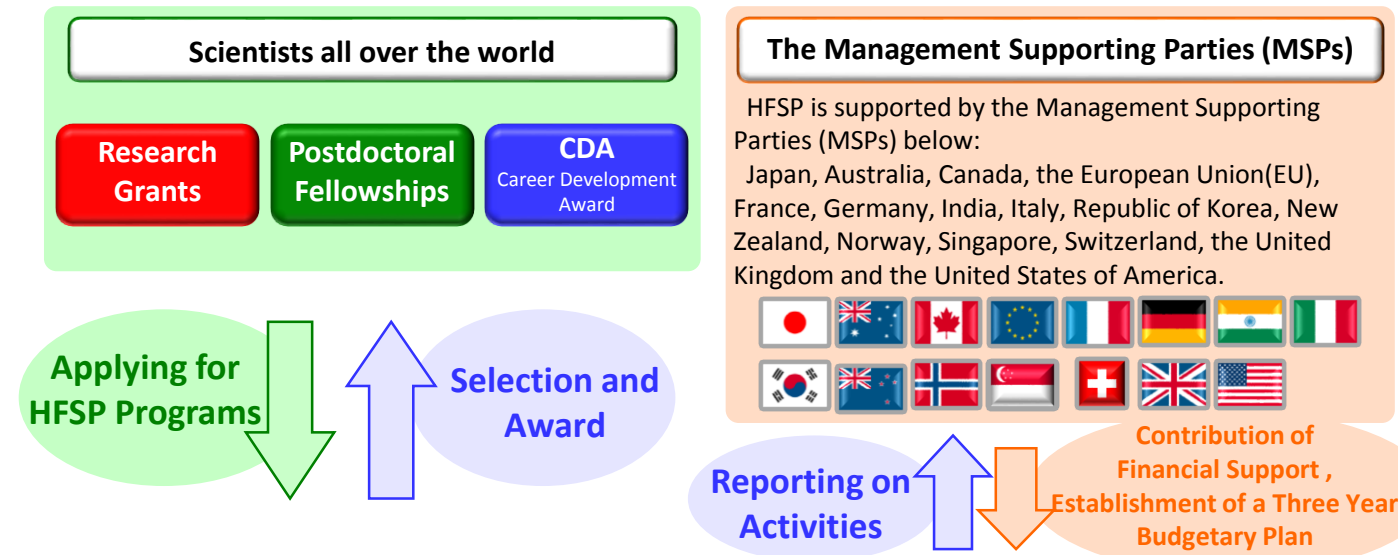 Scientists all over the world
Research
Grants
Postdoctoral
Fellowships
CDA
Career Development
Award
Applying for
HFSP Programs
Selection and
Award
The Management Supporting Parties (MSPs)
HFSP is supported by the Management Supporting
Parties (MSPs) below:
Japan, Australia, Canada, the European Union(EU),
France, Germany, India, Italy, Republic of Korea, New
Zealand, Norway, Singapore, Switzerland, the United
Kingdom and the United States of America.
Reporting on
Activities
Contribution of
Financial Support ,
Establishment of a Three Year
Budgetary Plan